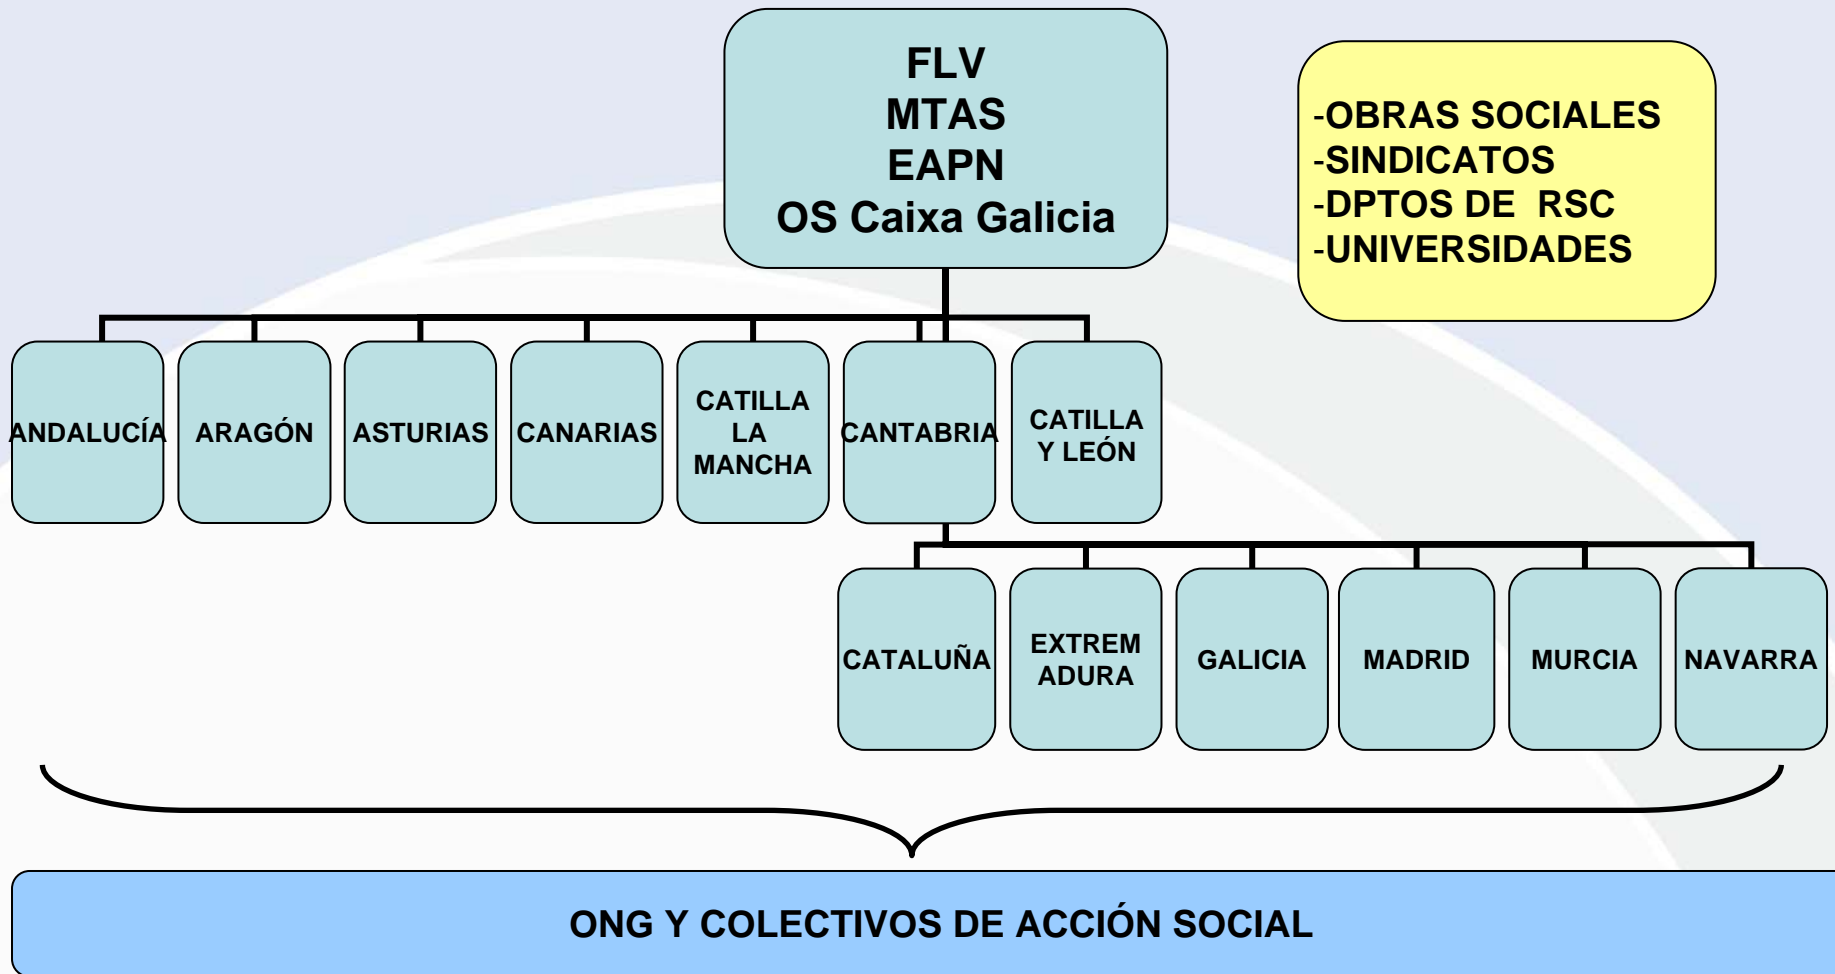 FLV
MTAS
EAPN
OS Caixa Galicia
-OBRAS SOCIALES
-SINDICATOS
-DPTOS DE  RSC
-UNIVERSIDADES
ANDALUCÍA
ARAGÓN
ASTURIAS
CANARIAS
CATILLA
LA
MANCHA
CANTABRIA
CATILLA
Y LEÓN
CATALUÑA
EXTREM
ADURA
GALICIA
MADRID
MURCIA
NAVARRA
ONG Y COLECTIVOS DE ACCIÓN SOCIAL